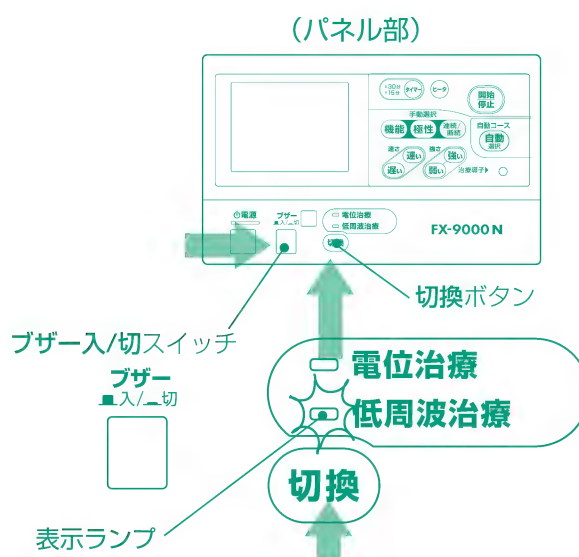 (パネル部)
・30分
・15分
タイマー
ヒータ
開始
停止
手動選択
機能 極性 連続/断続
自動コース
自動
選択
速さ 強さ
速い 強い
遅い 弱い
治療導子
電源
ブザー
入/切
電位治療
低周波治療
切換
FX-9000N
切換ボタン
ブザー入/切スイッチ
ブザー
入/切
電位治療
低周波治療
切換
表示ランプ